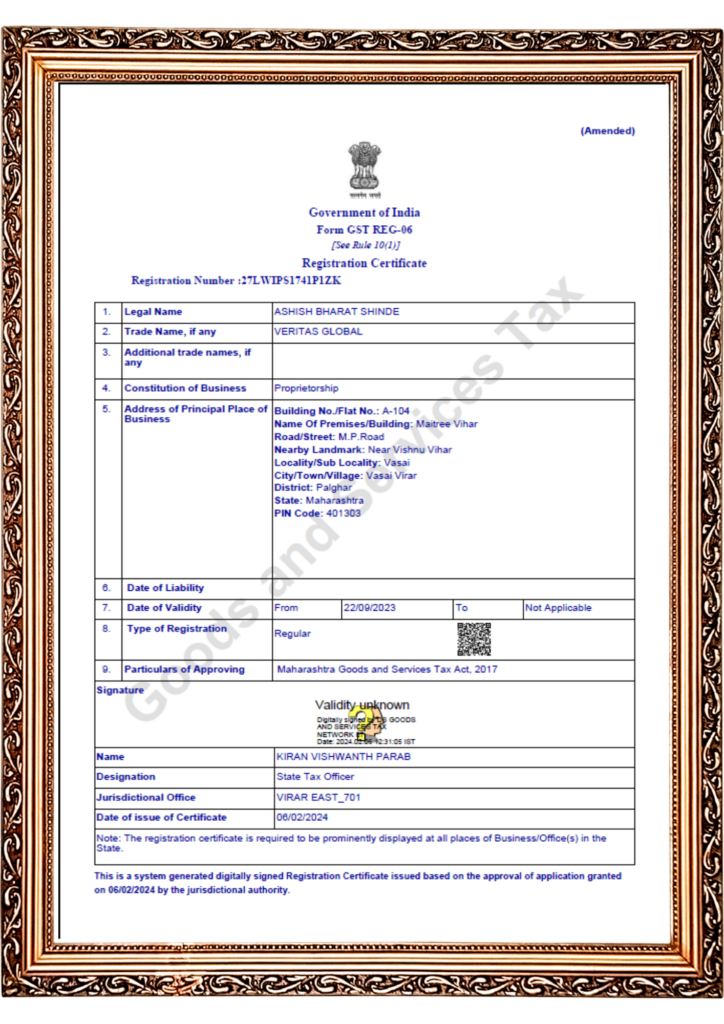 (Amended)
सत्यमेव जयते
Government of India
Form GST REG-06
[See Rule 10(1)]
Registration Certificate
Registration Number :27LWIPS1741P1ZK
1. Legal Name ASHISH BHARAT SHINDE
2. Trade Name, if any VERITAS GLOBAL
3. Additional trade names, if
any
4. Constitution of Business Proprietorship
5. Address of Principal Place of
Business
Building No./Flat No.: A-104
Name Of Premises/Building: Maitree Vihar
Road/Street: M.P.Road
Nearby Landmark: Near Vishnu Vihar
Locality/Sub Locality: Vasai
City/Town/Village: Vasai Virar
District: Palghar
State: Maharashtra
PIN Code: 401303
6. Date of Liability
7. Date of Validity From 22/09/2023 To Not Applicable
8. Type of Registration Regular
9. Particulars of Approving Maharashtra Goods and Services Tax Act, 2017
Signature
Validity unknown
Digitally signed by DS GOODS
AND SERVICES TAX
NETWORK
Date: 2024.02.06 12:31:05 IST
Name KIRAN VISHWANTH PARAB
Designation State Tax Officer
Jurisdictional Office VIRAR EAST_701
Date of issue of Certificate 06/02/2024
Note: The registration certificate is required to be prominently displayed at all places of Business/Office(s) in the
State.
This is a system generated digitally signed Registration Certificate issued based on the approval of application granted
on 06/02/2024 by the jurisdictional authority.
Goods and Services Tax